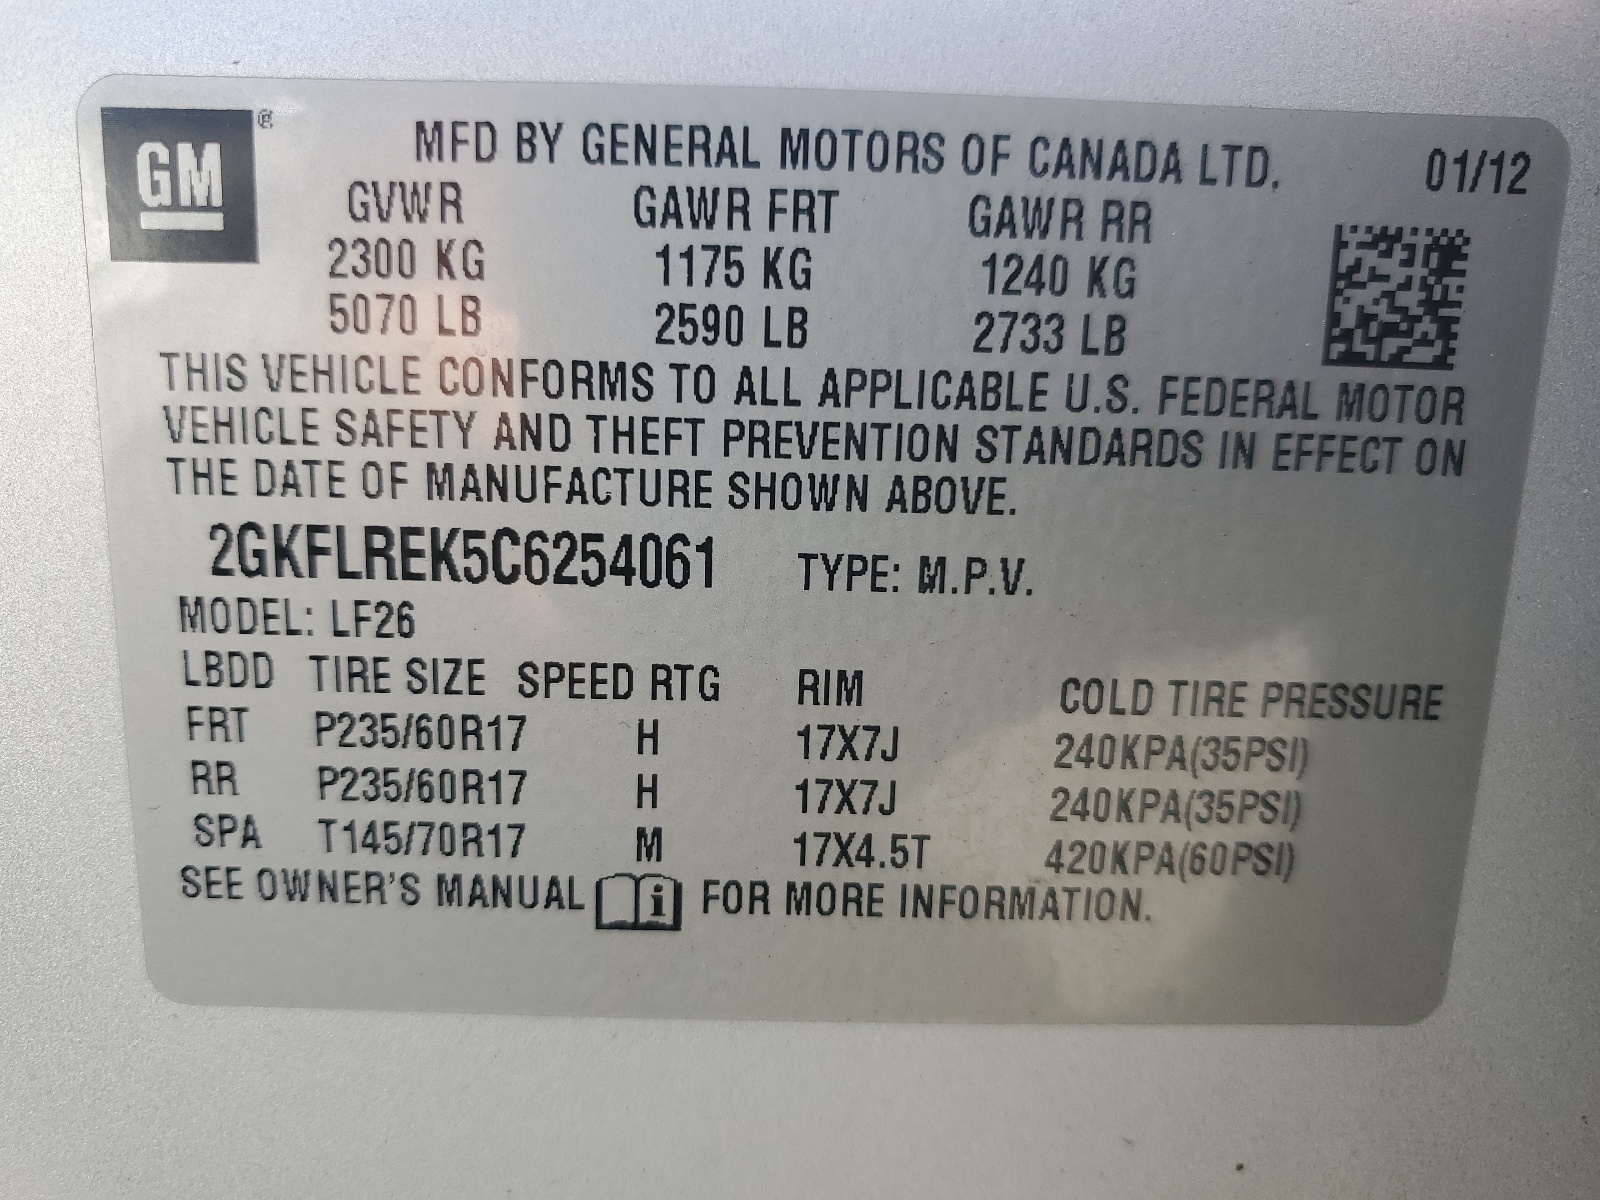 GM ®
MFD BY GENERAL MOTORS OF CANADA LTD. 01/12
GVWR GAWR FRT GAWR RR
2300 KG 1175 KG 1240 KG
5070 LB 2590 LB 2733 LB
THIS VEHICLE CONFORMS TO ALL APPLICABLE U.S. FEDERAL MOTOR
VEHICLE SAFETY AND THEFT PREVENTION STANDARDS IN EFFECT ON
THE DATE OF MANUFACTURE SHOWN ABOVE.
2GKFLREK5C6254061 TYPE: M.P.V.
MODEL: LF26
LBDD TIRE SIZE SPEED RTG RIM COLD TIRE PRESSURE
FRT P235/60R17 H 17X7J 240KPA(35PSI)
RR P235/60R17 H 17X7J 240KPA(35PSI)
SPA T145/70R17 M 17X4.5T 420KPA(60PSI)
SEE OWNER'S MANUAL i FOR MORE INFORMATION.